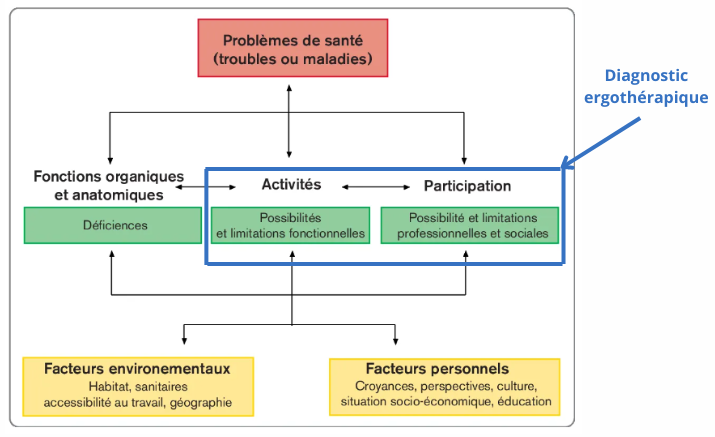 Problèmes de santé
(troubles ou maladies)
Diagnostic
ergothérapique
Fonctions organiques
et anatomiques
Activités
Participation
Déficiences
Possibilités
et limitations fonctionnelles
Possibilité et limitations
professionnelles et sociales
Facteurs environementaux
Habitat, sanitaires
accessibilité au travail, géographie
Facteurs personnels
Croyances, perspectives, culture,
situation socio-économique, éducation